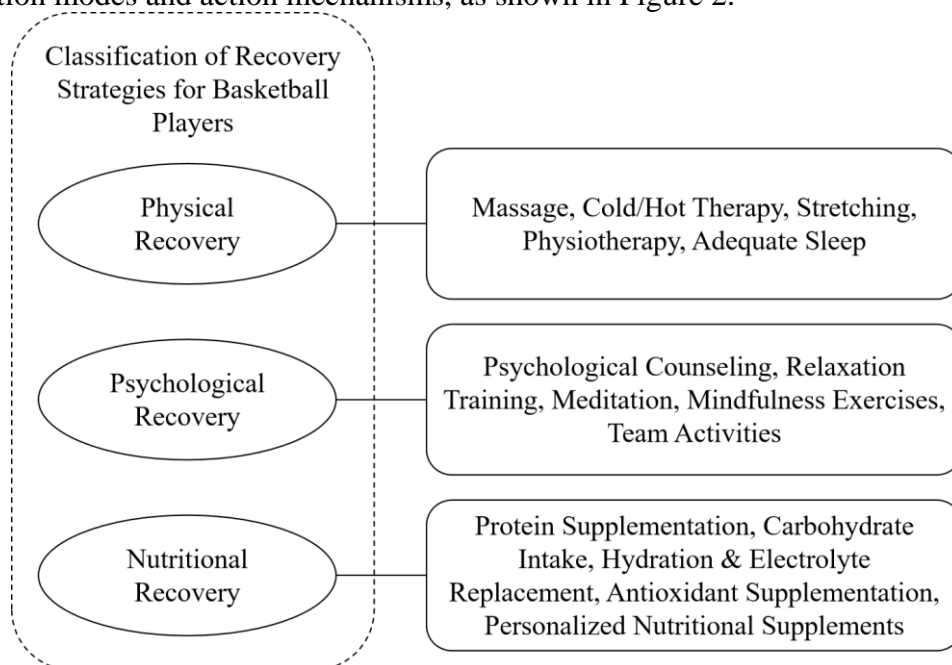 tion modes and action mechanisms, as shown in Figure 2.
Classification of Recovery
Strategies for Basketball
Players
Physical
Recovery
Massage, Cold/Hot Therapy, Stretching,
Physiotherapy, Adequate Sleep
Psychological
Recovery
Psychological Counseling, Relaxation
Training, Meditation, Mindfulness Exercises,
Team Activities
Nutritional
Recovery
Protein Supplementation, Carbohydrate
Intake, Hydration & Electrolyte
Replacement, Antioxidant Supplementation,
Personalized Nutritional Supplements